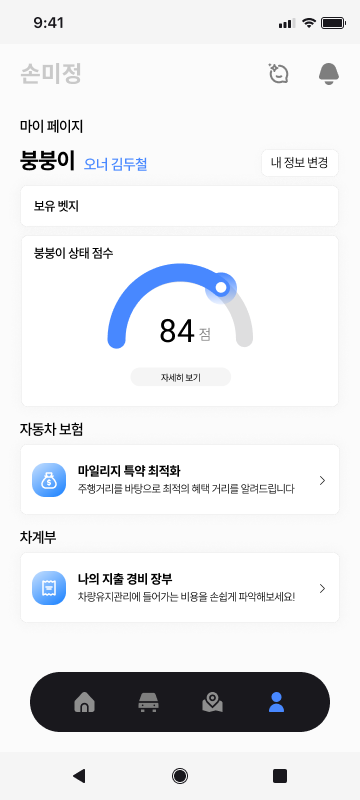 9:41
손미정
마이 페이지
붕붕이 오너 김두철
내 정보 변경
보유 벳지
붕붕이 상태 점수
84 점
자세히 보기
자동차 보험
마일리지 특약 최적화
주행거리를 바탕으로 최적의 혜택 거리를 알려드립니다
차계부
나의 지출 경비 장부
차량유지관리에 들어가는 비용을 손쉽게 파악해보세요!